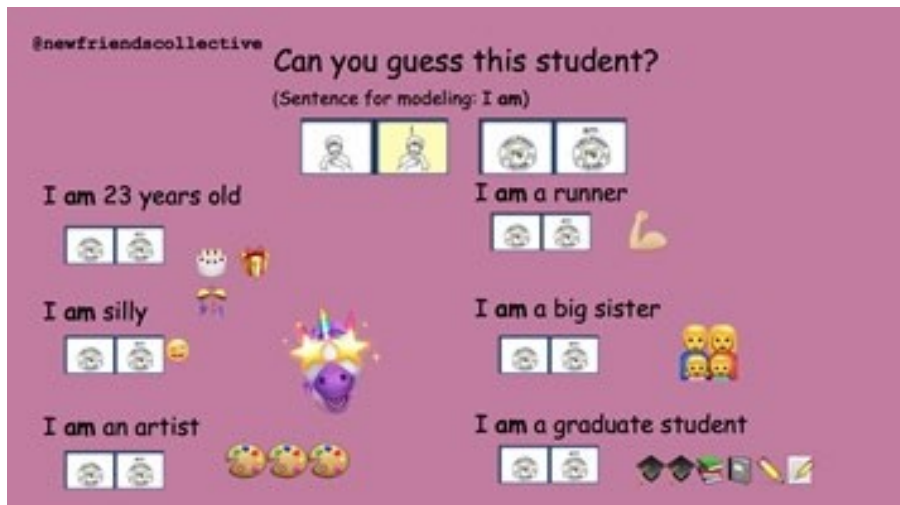 @newfriendscollective
Can you guess this student?
(Sentence for modeling: I am)
I am 23 years old
I am a runner
I am silly
I am a big sister
I am an artist
I am a graduate student